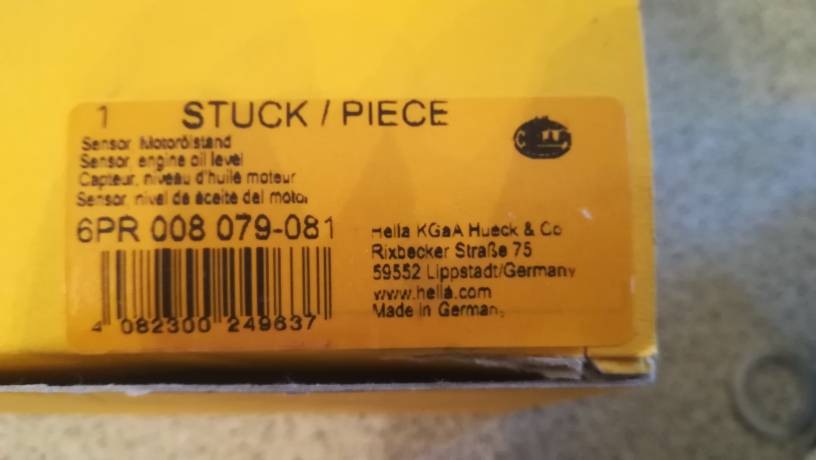 1 STUCK / PIECE
Sensor, Motorölstand
Sensor, engine oil level
Capteur, niveau d'huile moteur
Sensor, nivel de aceite del motor
6PR 008 079-081
4 082300 249637
HELLA
Hella KGaA Hueck & Co
Rixbecker Straße 75
59552 Lippstadt/Germany
www.hella.com
Made in Germany